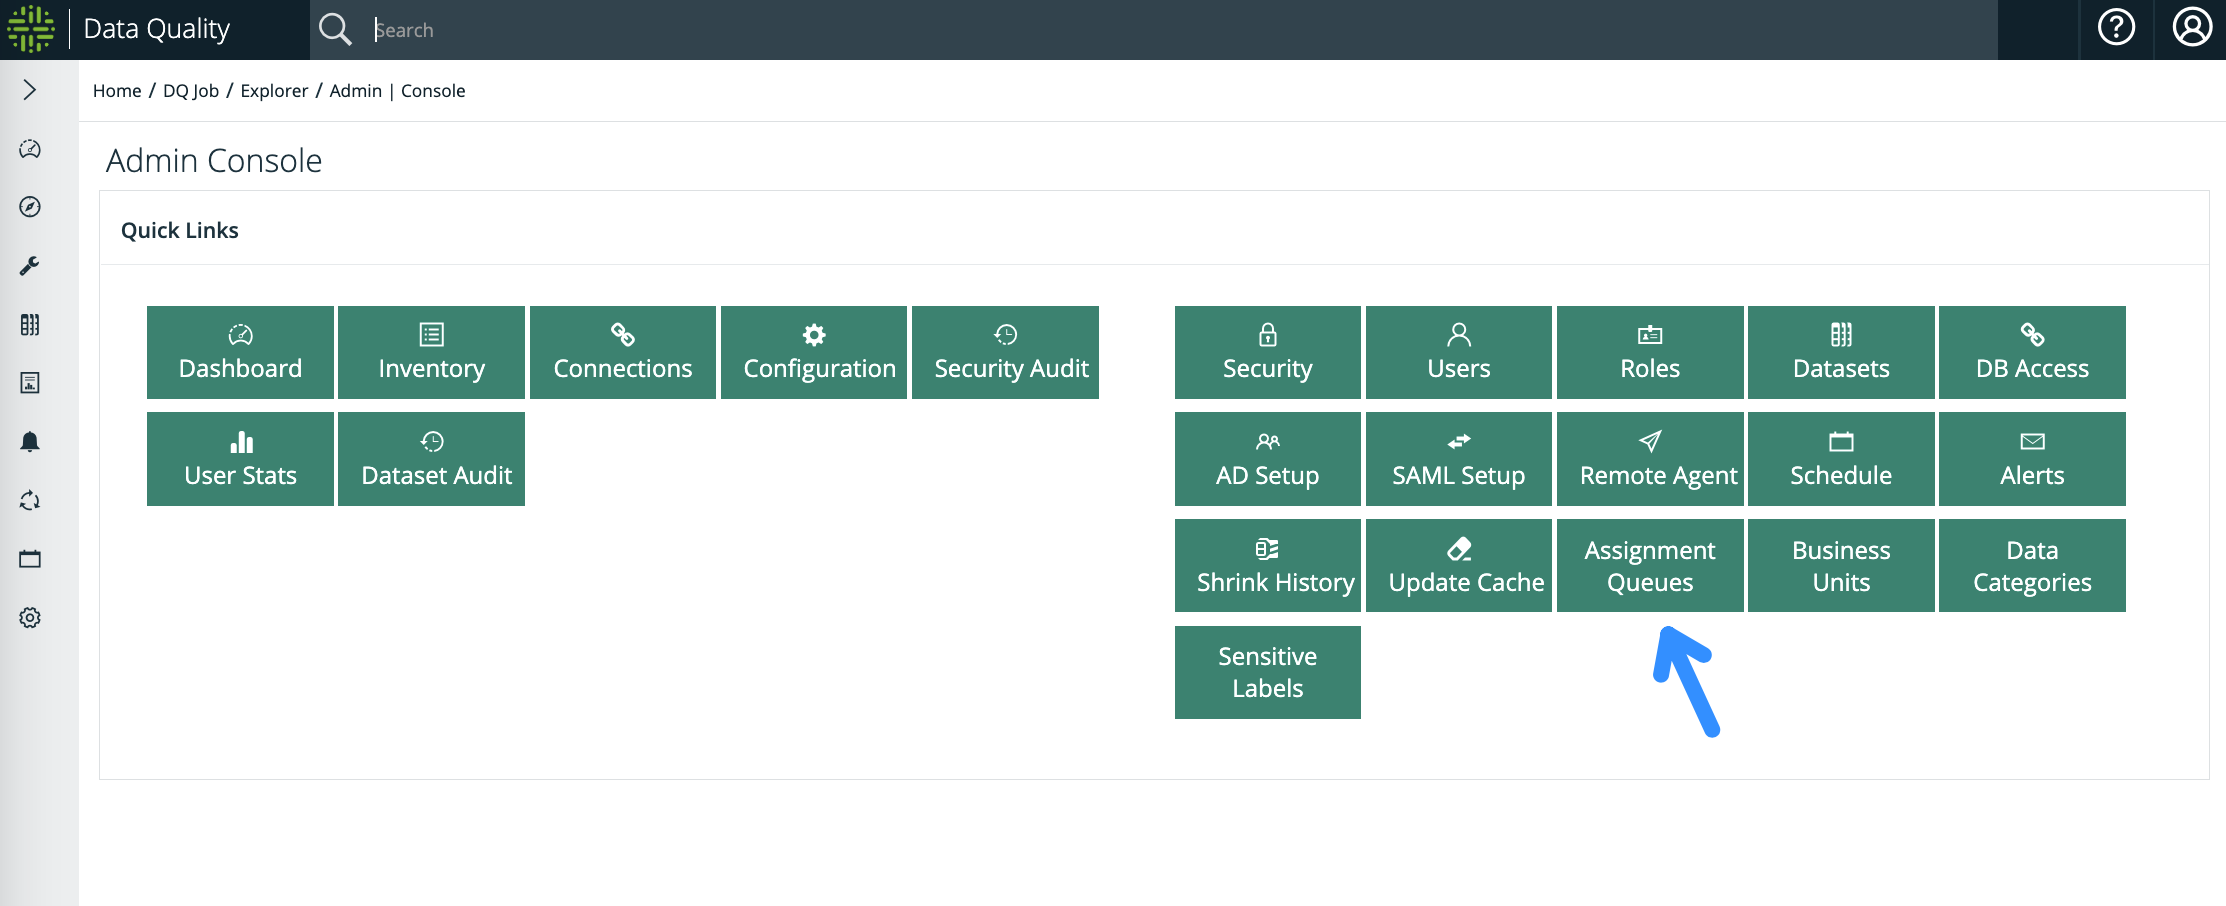 Data Quality
Search
Home / DQ Job / Explorer / Admin | Console
Admin Console
Quick Links
Dashboard
Inventory
Connections
Configuration
Security Audit
User Stats
Dataset Audit
Security
Users
Roles
Datasets
DB Access
AD Setup
SAML Setup
Remote Agent
Schedule
Alerts
Shrink History
Update Cache
Assignment
Queues
Business
Units
Data
Categories
Sensitive
Labels